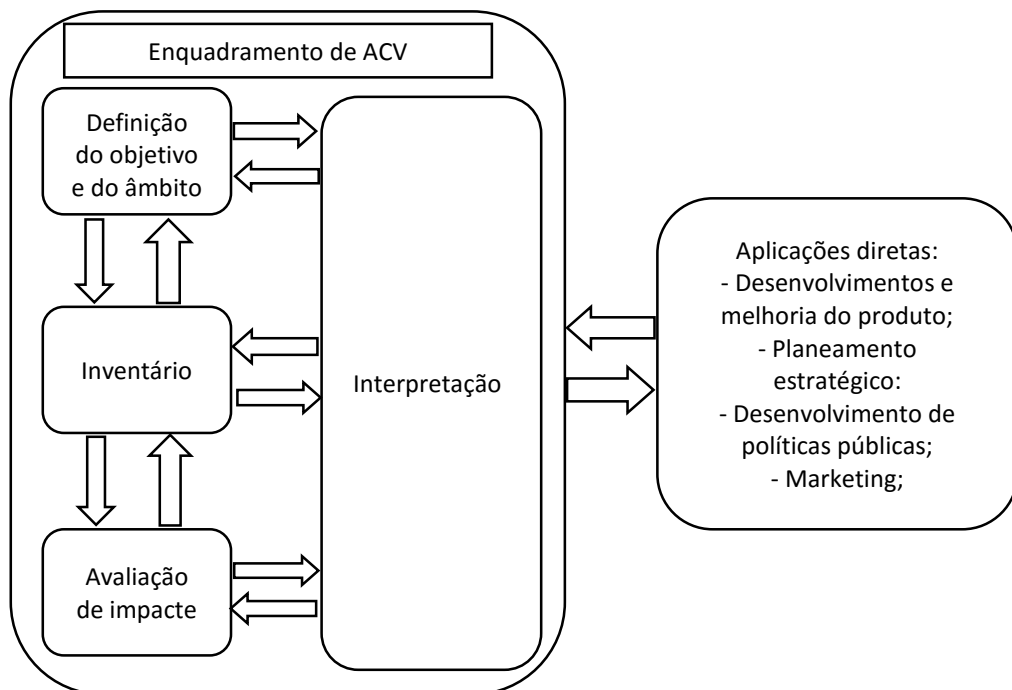 Enquadramento de ACV
Definição
do objetivo
e do âmbito
Inventário
Avaliação
de impacte
Interpretação
Aplicações diretas:
- Desenvolvimentos e
melhoria do produto;
- Planeamento
estratégico:
- Desenvolvimento de
políticas públicas;
- Marketing;